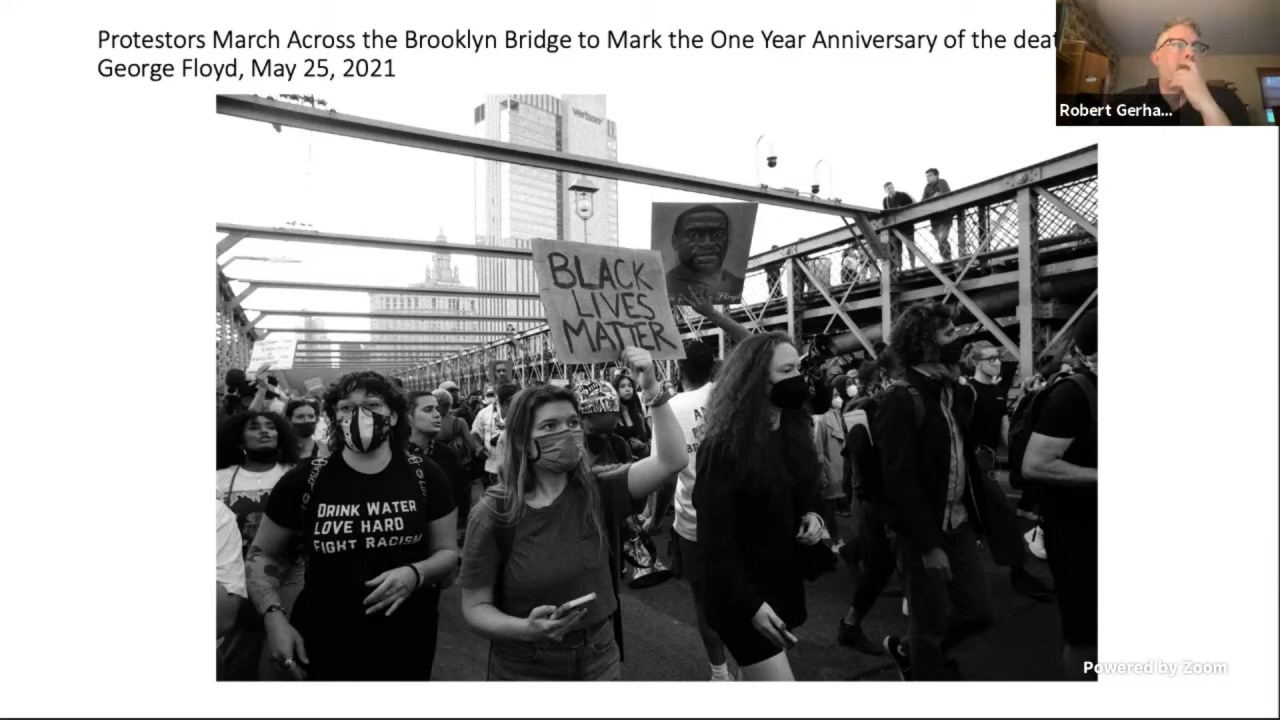 Protestors March Across the Brooklyn Bridge to Mark the One Year Anniversary of the deat
George Floyd, May 25, 2021
Robert Gerha...
verizon
BLACK
LIVES
MATTER
DRINK WATER
LOVE HARD
FIGHT RACISM
Powered by Zoom